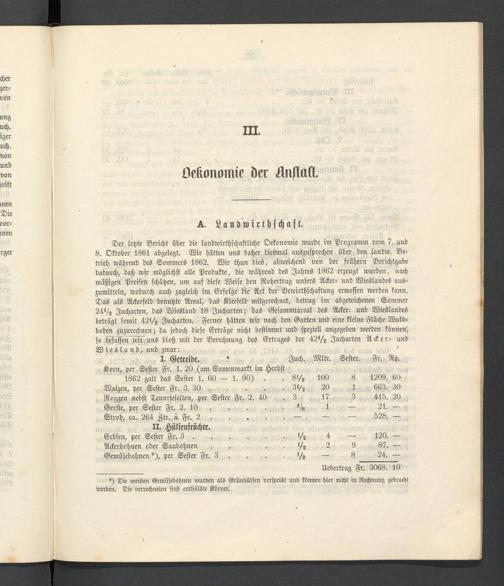 III.
Oekonomie der Anstalt.
A. Landwirthschaft.
Der letzte Bericht über die landwirthschaftliche Oekonomie wurde im Programm vom 7. und
8. Oktober 1861 abgelegt. Wir hätten uns daher diesmal auszusprechen über den landw. Be-
trieb während des Sommers 1862. Wir thun dies, abweichend von der frühern Berichtgabe
dadurch, daß wir möglichst alle Produkte, die während des Jahres 1862 erzeugt wurden, nach
mäßigen Preisen schätzen, um auf diese Weise den Rohertrag unsers Acker- und Wieslandes aus-
zumitteln, wodurch auch zugleich im Erfolge die Art der Bewirthschaftung ermessen werden kann.
Das als Ackerfeld benutzte Areal, das Kleefeld mitgerechnet, betrug im abgewichenen Sommer
24½ Jucharten, das Wiesland 18 Jucharten; das Gesammtareal des Acker- und Wieslandes
beträgt somit 42½ Jucharten. Ferner hätten wir noch den Garten und eine kleine Fläche Wald-
boden zuzurechnen; da jedoch diese Erträge nicht bestimmt und speziell angegeben werden können,
so befassen wir uns bloß mit der Berechnung des Ertrages der 42½ Jucharten Acker- und
Wiesland, und zwar:
I. Getreide. Juch. Mltr. Sester. Fr. Rp.
Korn, per Sester Fr. 1. 20 (am Samenmarkt im Herbst
1862 galt das Sester 1. 60 — 1. 90) . . 8½ 100 8 1209. 60
Waizen, per Sester Fr. 3. 30 . . . . . 3½ 20 1 663. 30
Roggen nebst Tennreifelten, per Sester Fr. 2. 40 . 3 17 3 415. 20
Gerste, per Sester Fr. 2. 10 . . . . . 1 — 21. —
Stroh, ca. 264 Ztr. à Fr. 2 . . . . — — — 528. —
II. Hülsenfrüchte.
Erbsen, per Sester Fr. 3 . . . . . ½ 4 — 120. —
Ackerbohnen oder Saubohnen . . . . ½ 2 9 87. —
Gemüsebohnen *), per Sester Fr. 3 . . . . ½ — 8 24. —
Uebertrag Fr. 3068. 10
*) Die meisten Gemüsebohnen wurden als Grünhülsen verspeist und können hier nicht in Rechnung gebracht
werden. Die verrechneten sind enthülste Körner.